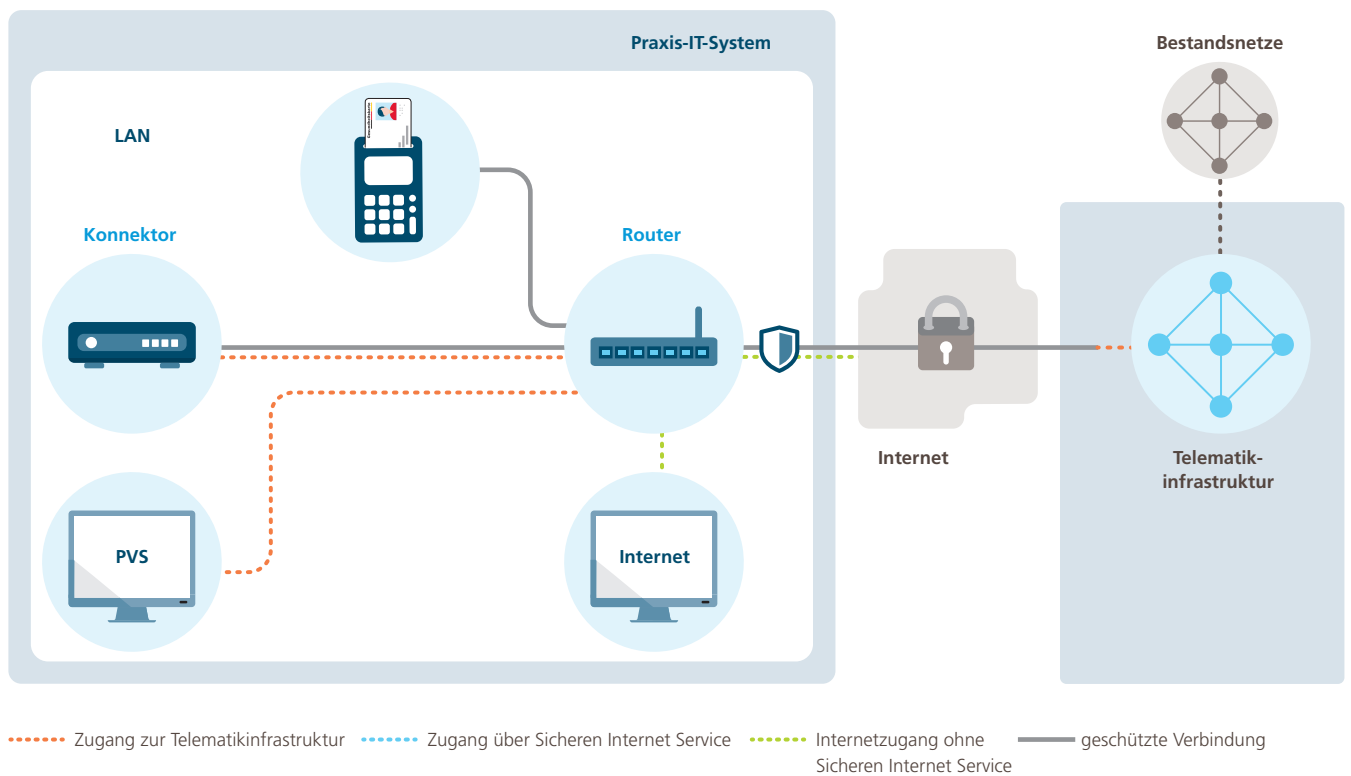 Praxis-IT-System
Bestandsnetze
LAN
Konnektor
Router
Internet
Telematik-
infrastruktur
PVS
Internet
Zugang zur Telematikinfrastruktur
Zugang über Sicheren Internet Service
Internetzugang ohne
Sicheren Internet Service
geschützte Verbindung